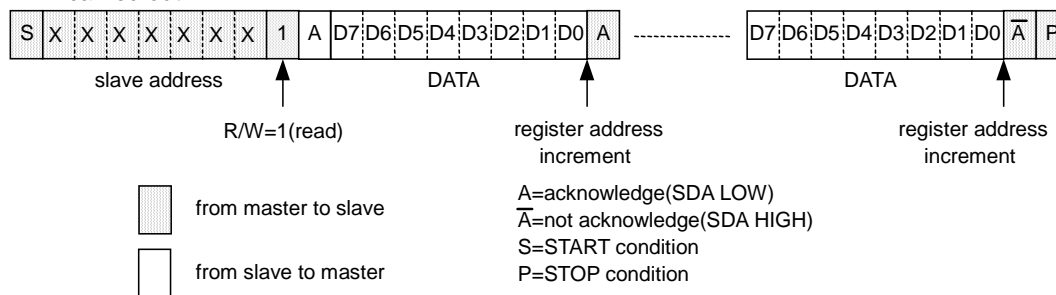 S X X X X X X X 1 A D7 D6 D5 D4 D3 D2 D1 D0 A D7 D6 D5 D4 D3 D2 D1 D0 A̅ P
slave address DATA DATA
R/W=1(read) register address increment register address increment
from master to slave
from slave to master
A=acknowledge(SDA LOW)
A̅=not acknowledge(SDA HIGH)
S=START condition
P=STOP condition